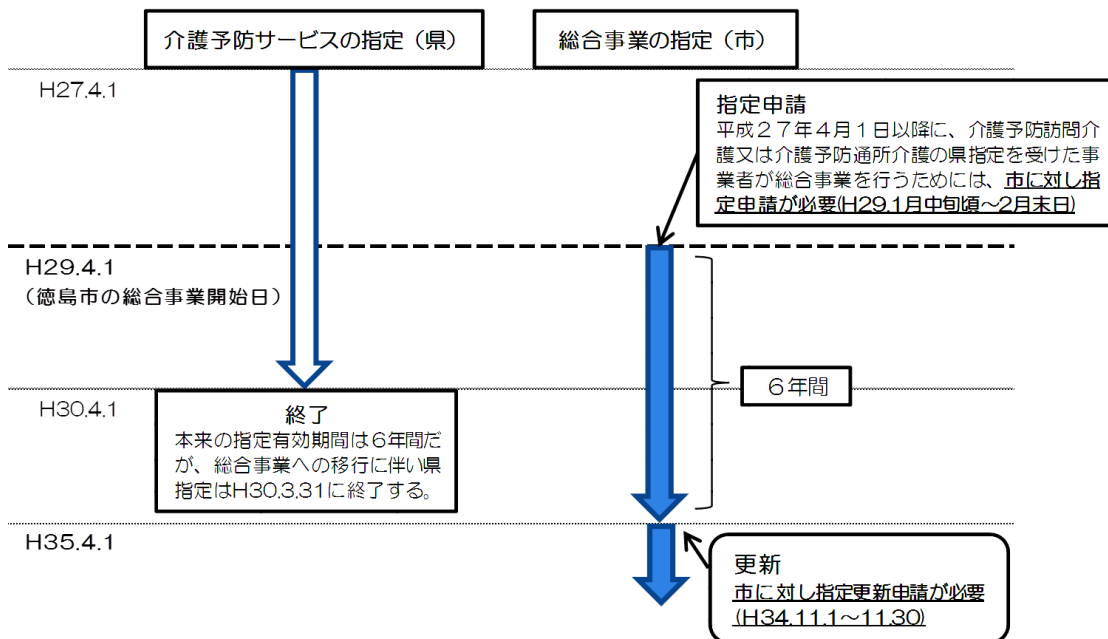 介護予防サービスの指定（県）
総合事業の指定（市）
H27.4.1
指定申請
平成２７年４月１日以降に、介護予防訪問介
護又は介護予防通所介護の県指定を受けた事
業者が総合事業を行うためには、市に対し指
定申請が必要(H29.1月中旬頃～2月末日)
H29.4.1
（徳島市の総合事業開始日）
６年間
H30.4.1
終了
本来の指定有効期間は６年間だ
が、総合事業への移行に伴い県
指定はH30.3.31に終了する。
H35.4.1
更新
市に対し指定更新申請が必要
(H34.11.1～11.30)